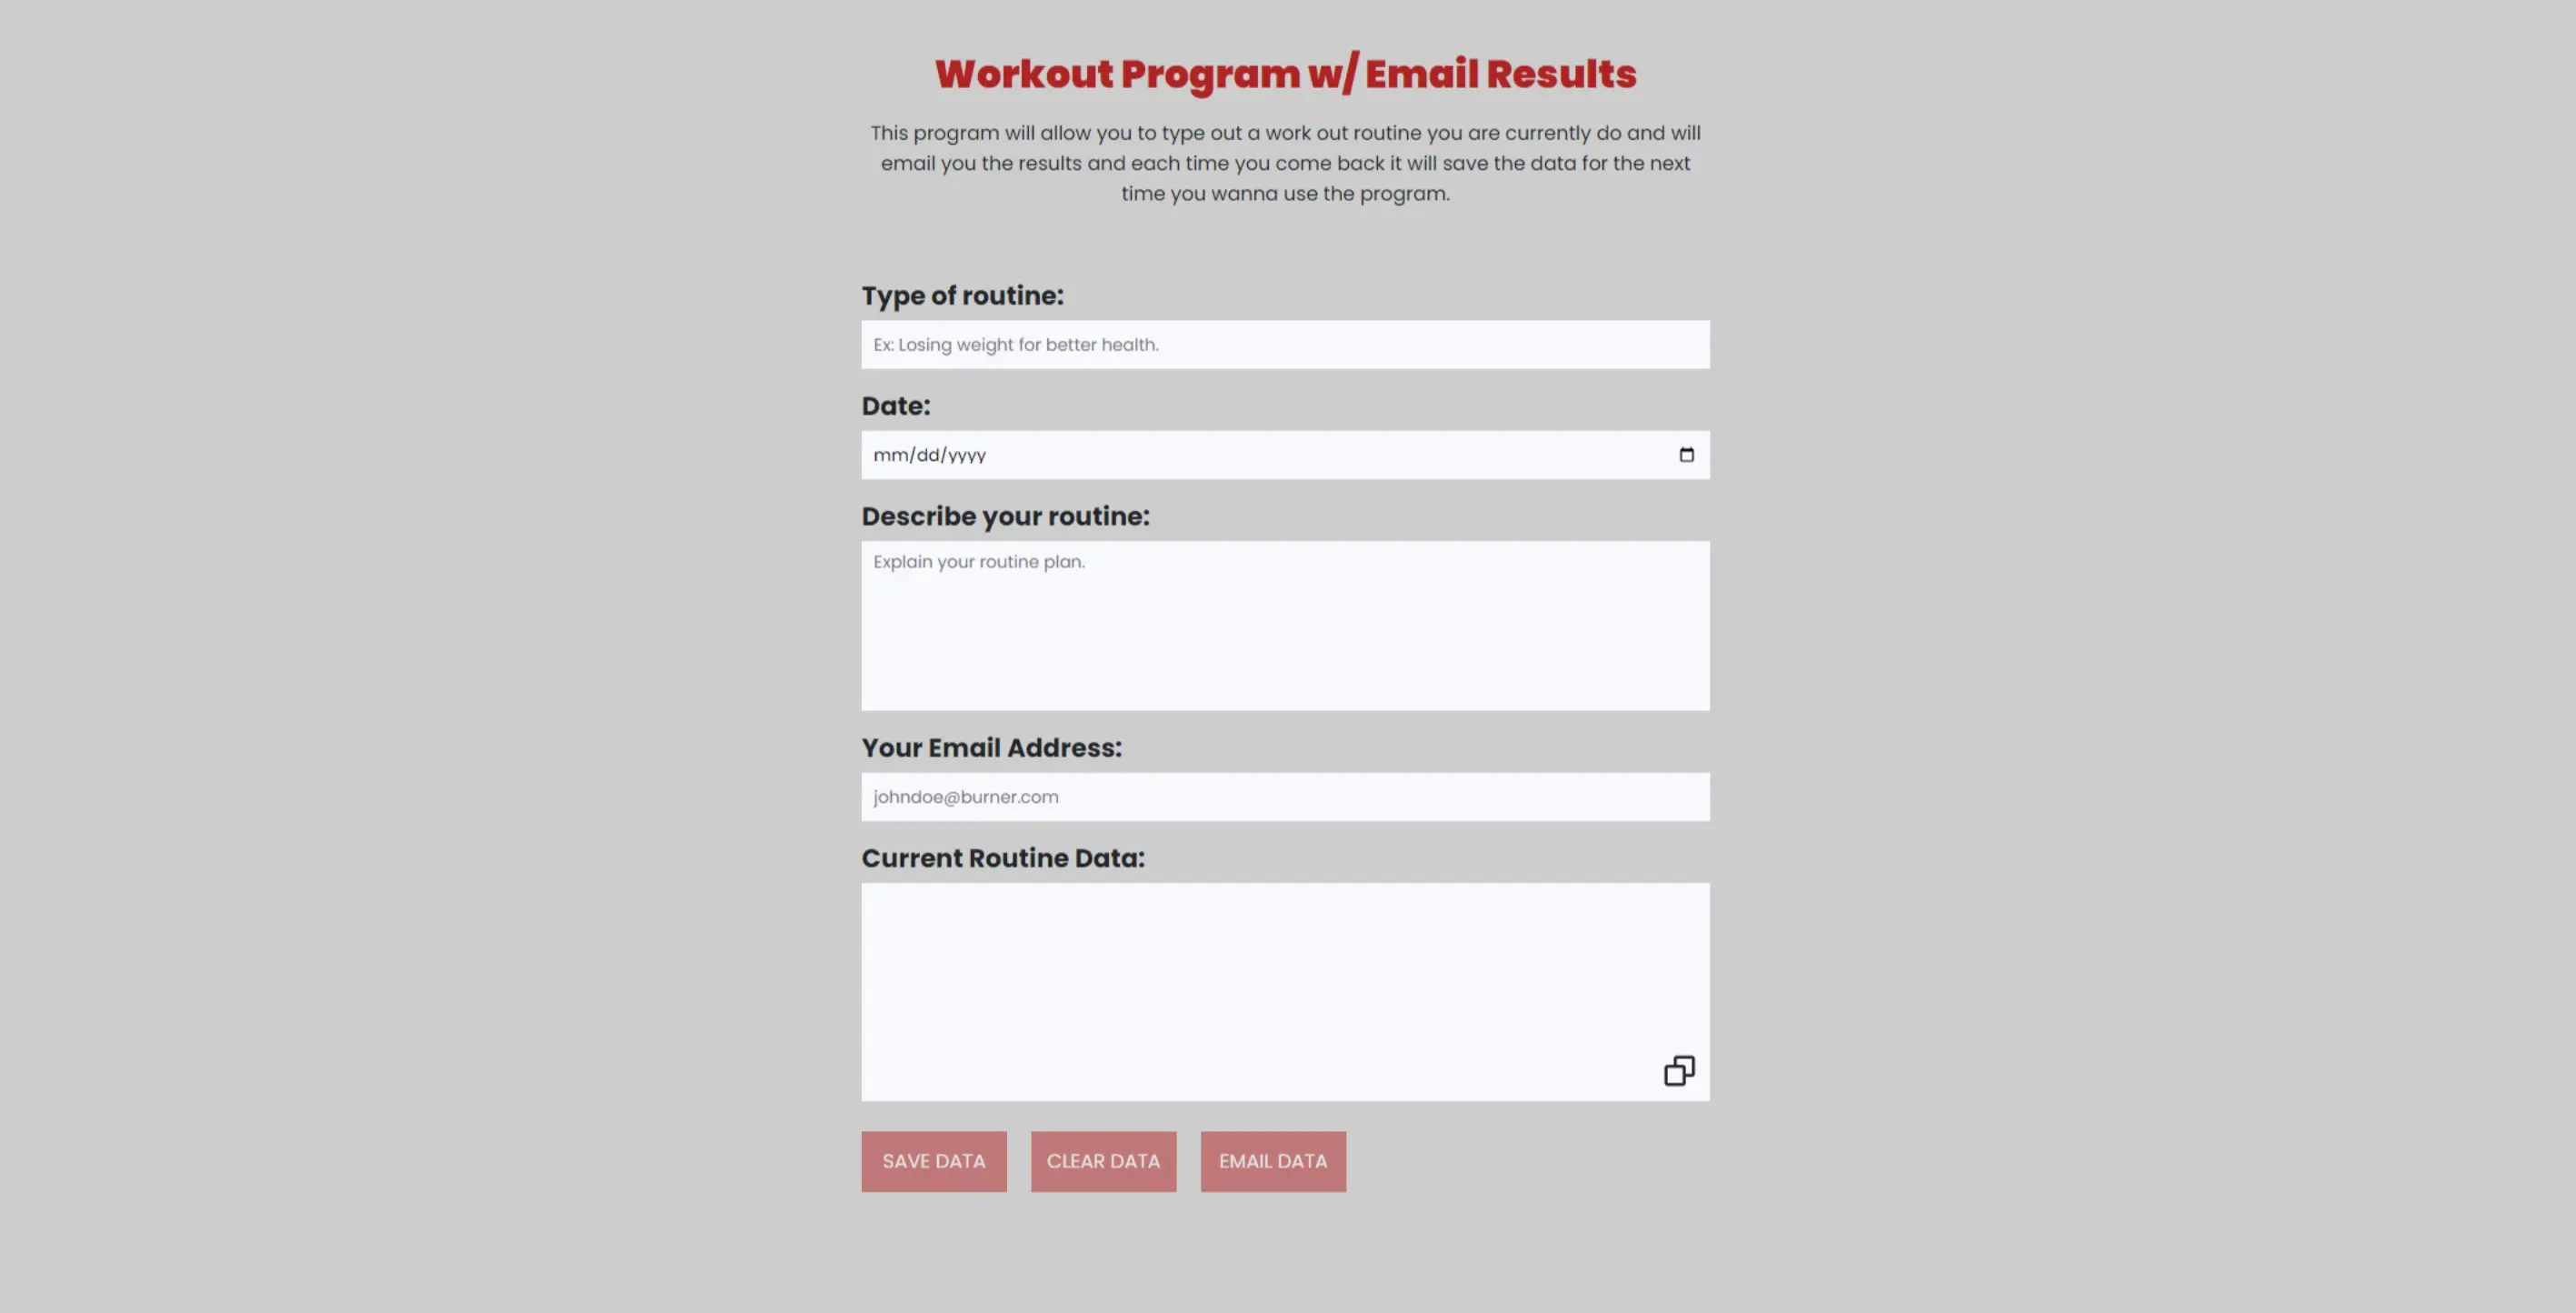 Workout Program w/ Email Results
This program will allow you to type out a work out routine you are currently do and will
email you the results and each time you come back it will save the data for the next
time you wanna use the program.
Type of routine:
Ex: Losing weight for better health.
Date:
mm/dd/yyyy
Describe your routine:
Explain your routine plan.
Your Email Address:
johndoe@burner.com
Current Routine Data:
SAVE DATA CLEAR DATA EMAIL DATA